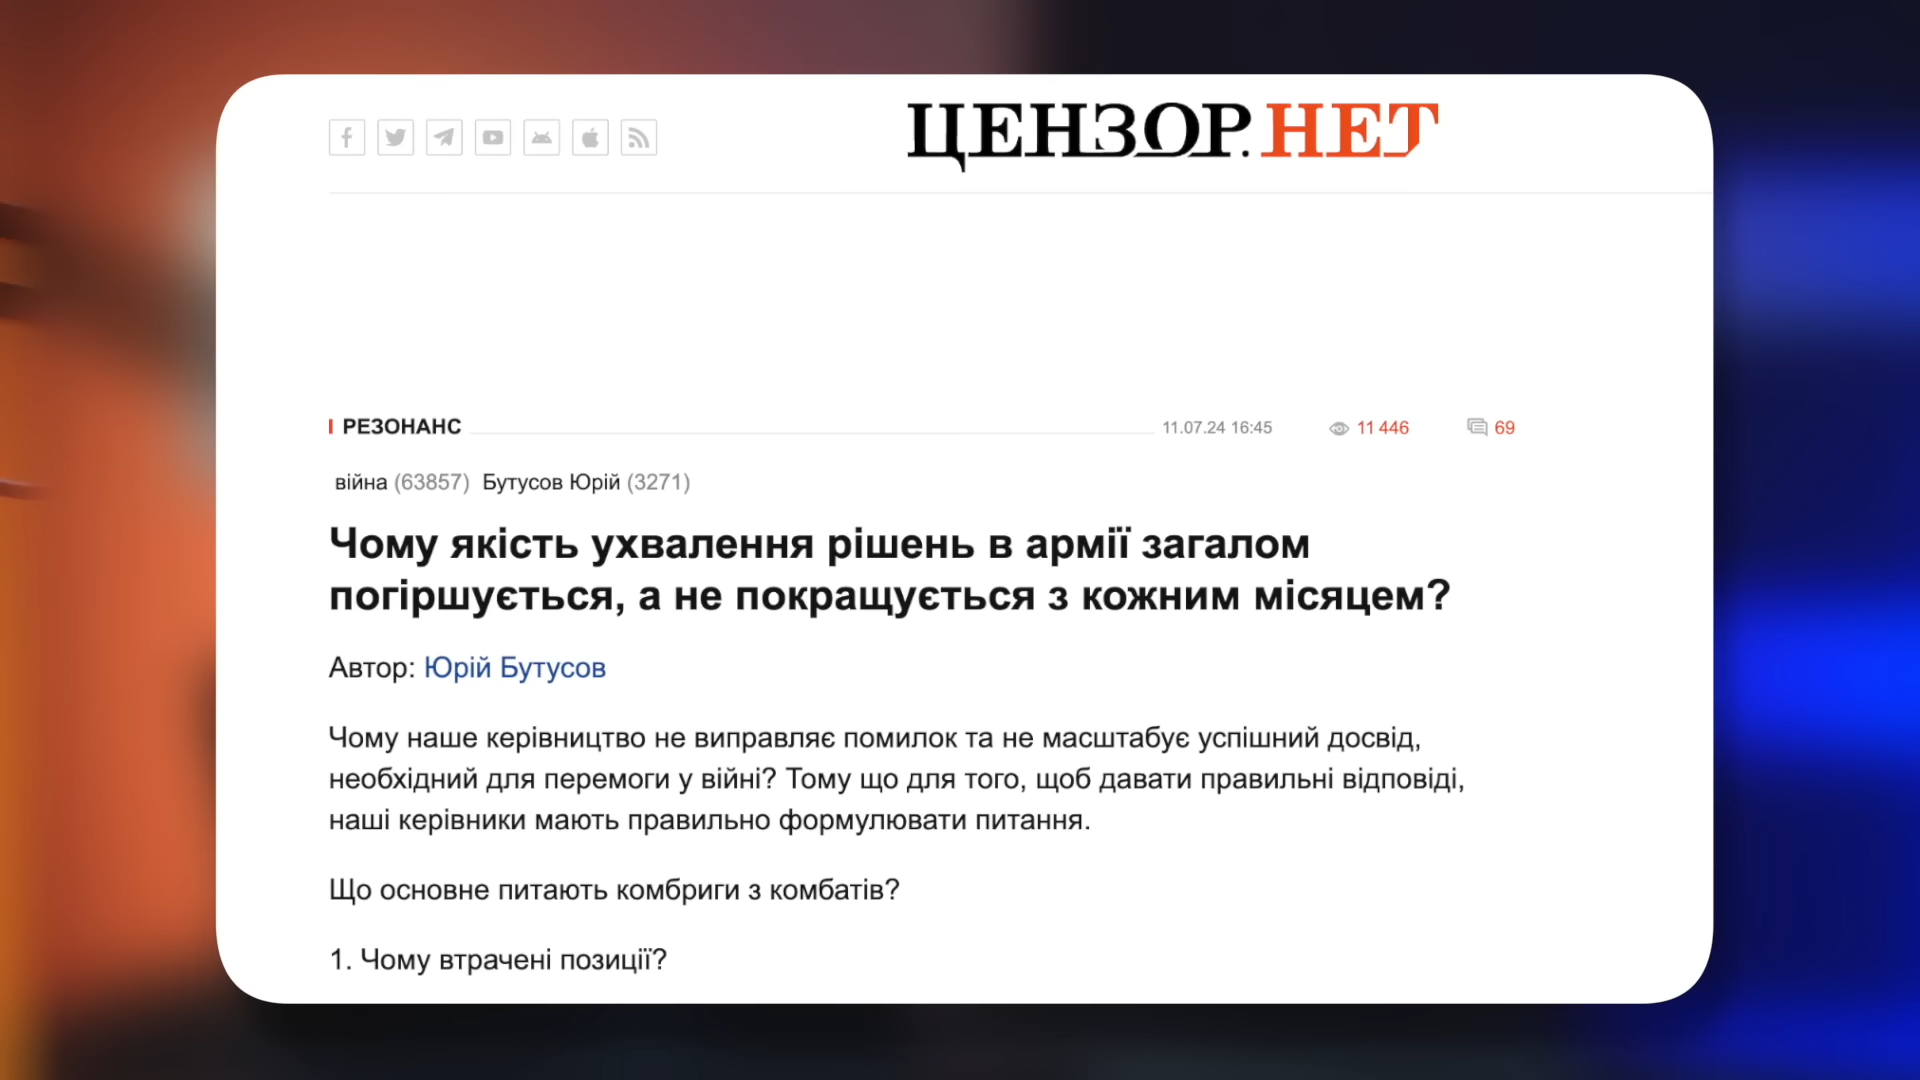 ЦЕНЗОР.НЕТ
РЕЗОНАНС 11.07.24 16:45 11 446 69
війна (63857) Бутусов Юрій (3271)
Чому якість ухвалення рішень в армії загалом
погіршується, а не покращується з кожним місяцем?
Автор: Юрій Бутусов
Чому наше керівництво не виправляє помилок та не масштабує успішний досвід,
необхідний для перемоги у війні? Тому що для того, щоб давати правильні відповіді,
наші керівники мають правильно формулювати питання.
Що основне питають комбриги з комбатів?
1. Чому втрачені позиції?